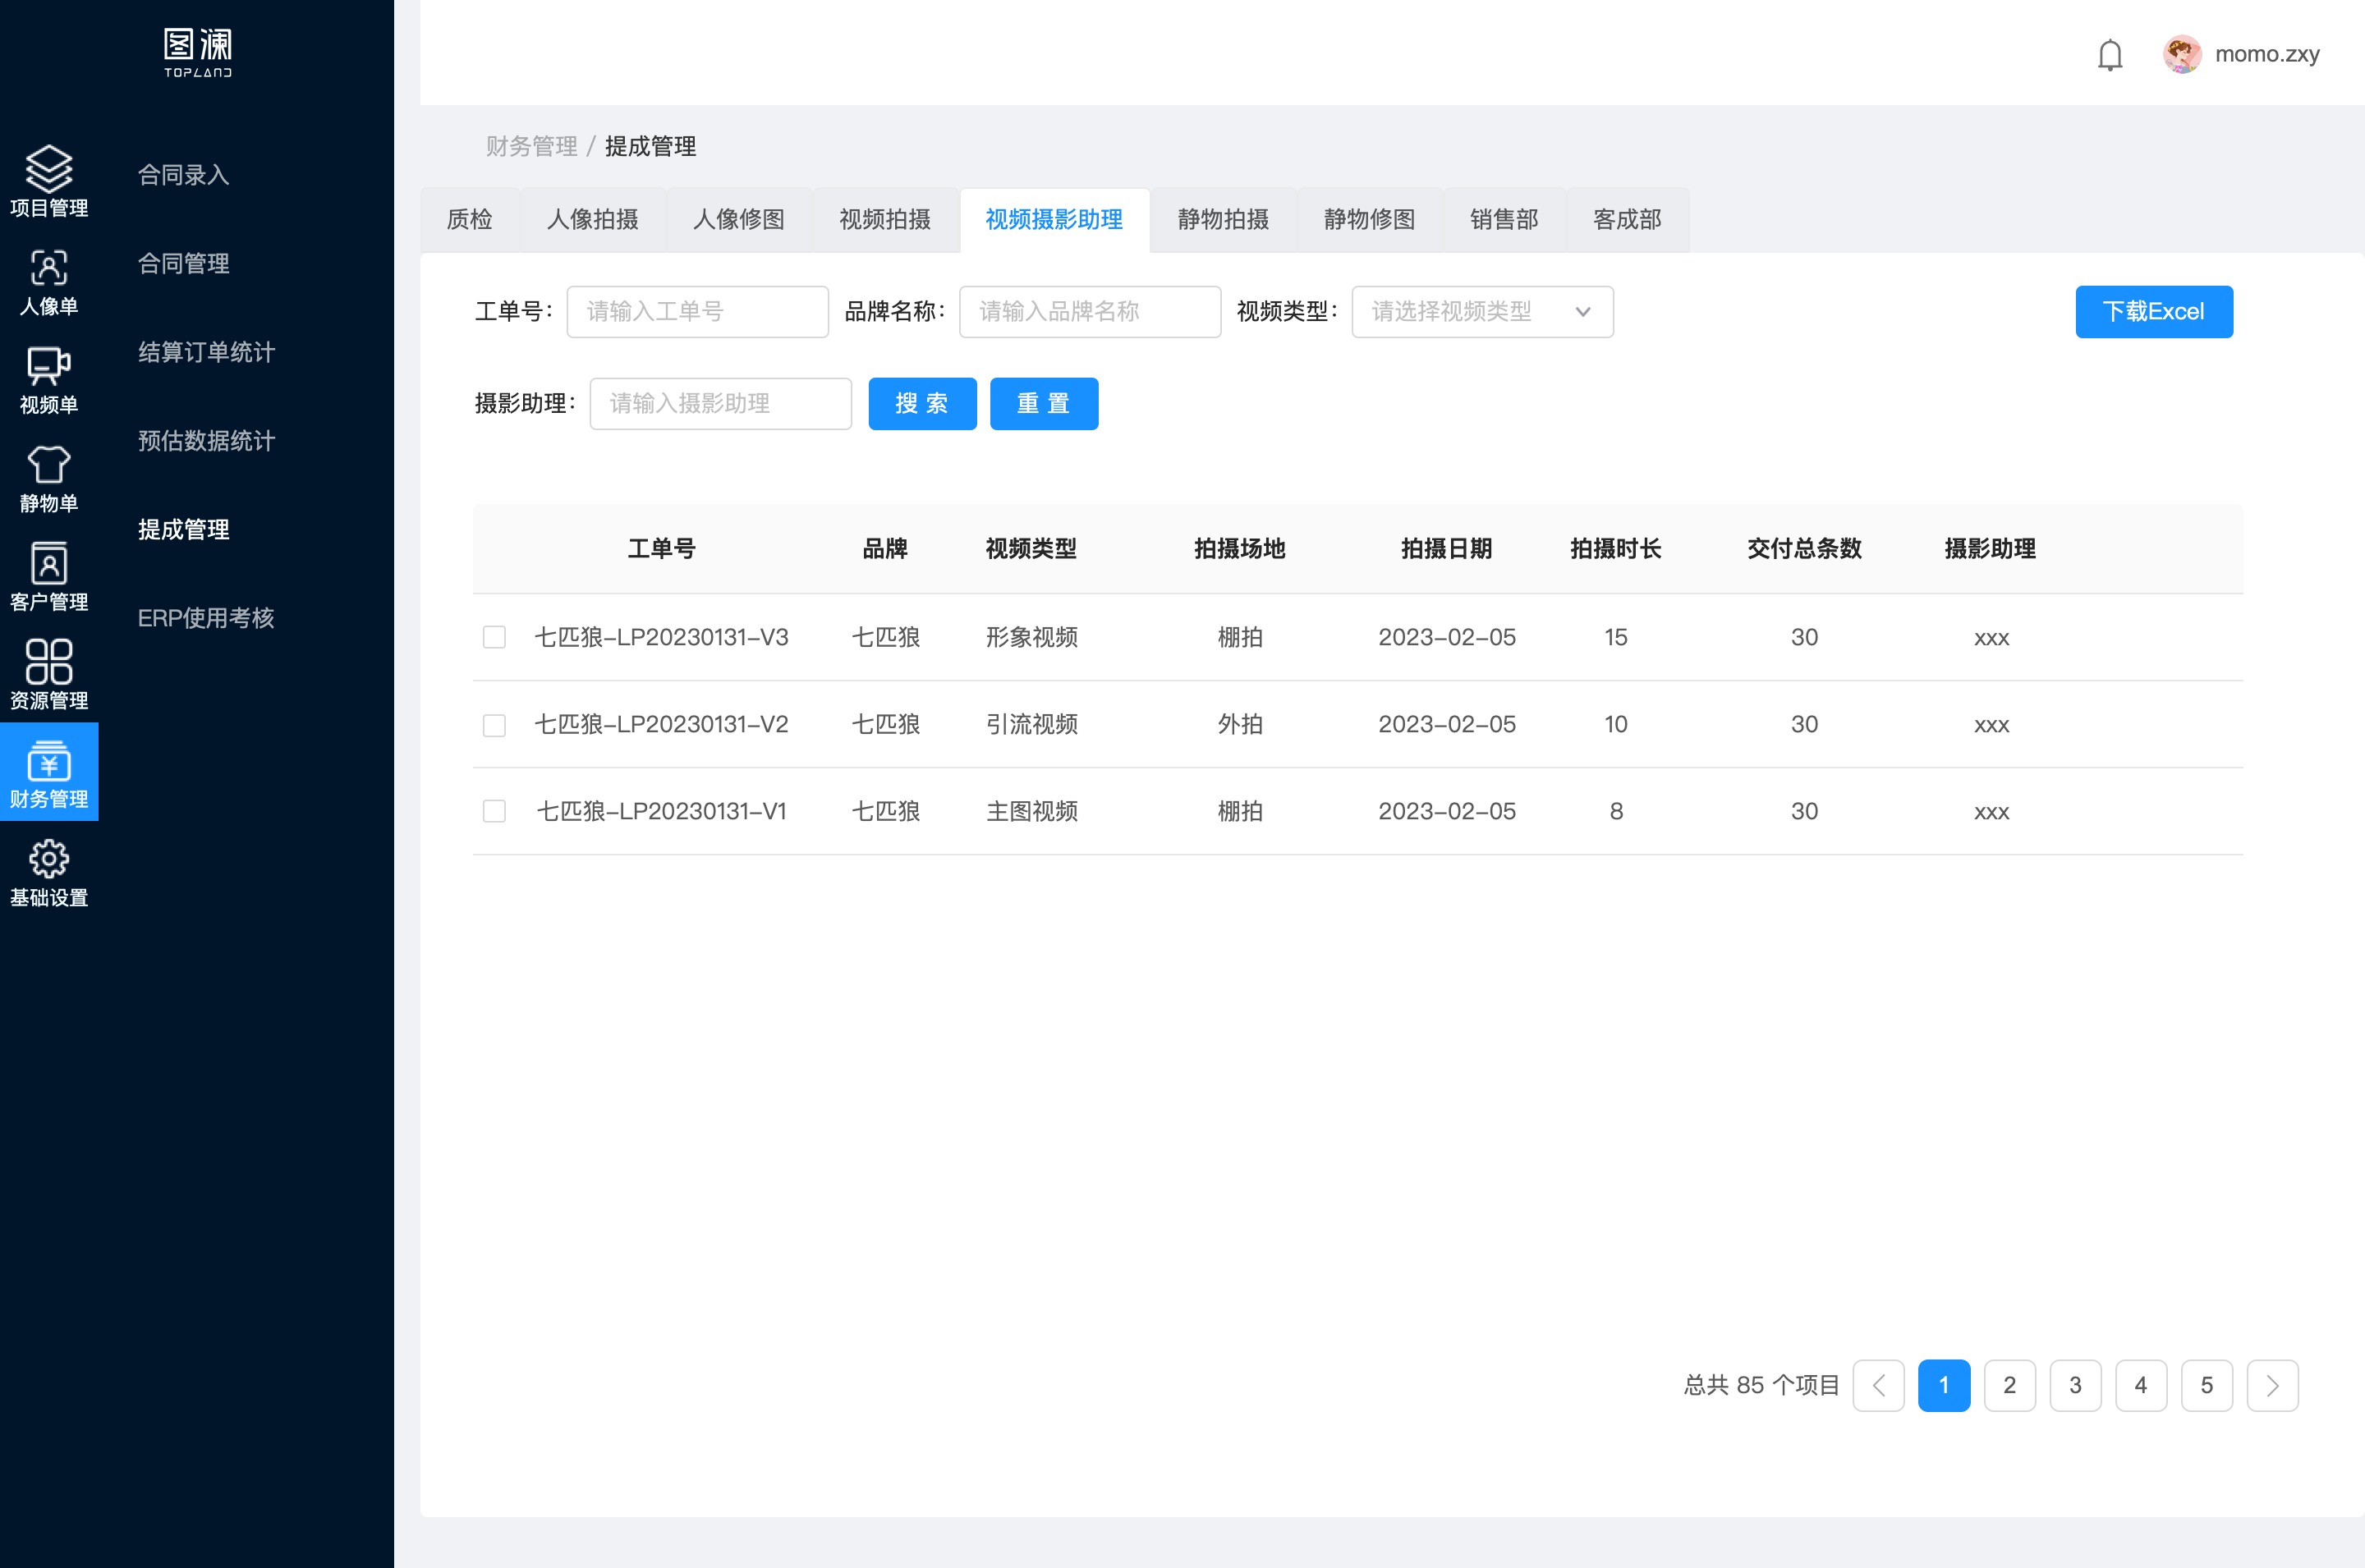 图澜
TOPLAND
momo.zxy
项目管理
人像单
视频单
静物单
客户管理
资源管理
财务管理
基础设置
合同录入
合同管理
结算订单统计
预估数据统计
提成管理
ERP使用考核
财务管理 / 提成管理
质检 人像拍摄 人像修图 视频拍摄 视频摄影助理 静物拍摄 静物修图 销售部 客成部
工单号： 请输入工单号 品牌名称： 请输入品牌名称 视频类型： 请选择视频类型 下载Excel
摄影助理： 请输入摄影助理 搜 索 重 置
工单号 品牌 视频类型 拍摄场地 拍摄日期 拍摄时长 交付总条数 摄影助理
七匹狼-LP20230131-V3 七匹狼 形象视频 棚拍 2023-02-05 15 30 xxx
七匹狼-LP20230131-V2 七匹狼 引流视频 外拍 2023-02-05 10 30 xxx
七匹狼-LP20230131-V1 七匹狼 主图视频 棚拍 2023-02-05 8 30 xxx
总共 85 个项目 1 2 3 4 5